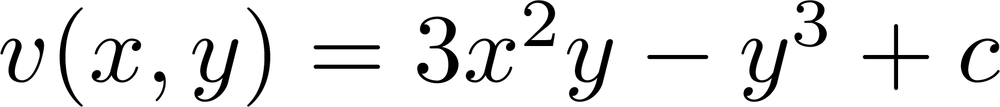 v(x, y) = 3x²y − y³ + c